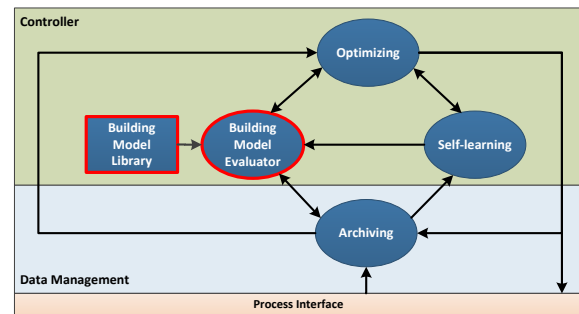 Controller
Optimizing
Building
Model
Library
Building
Model
Evaluator
Self-learning
Archiving
Data Management
Process Interface